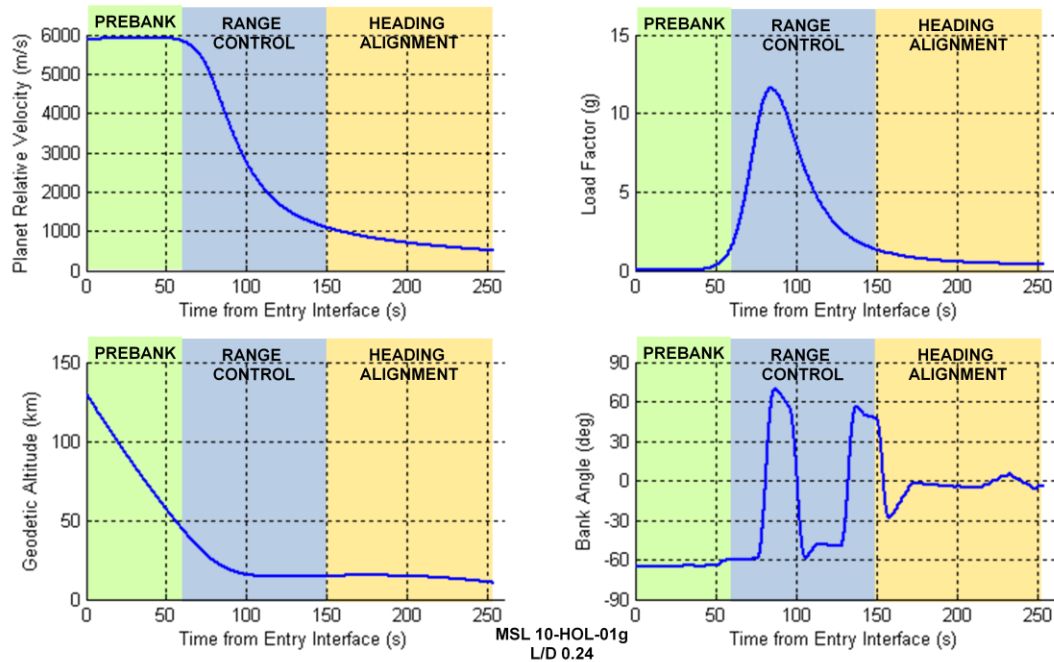 PREBANK
RANGE
CONTROL
HEADING
ALIGNMENT
6000
5000
4000
3000
2000
1000
0
Planet Relative Velocity (m/s)
0 50 100 150 200 250
Time from Entry Interface (s)
PREBANK
RANGE
CONTROL
HEADING
ALIGNMENT
15
10
5
0
Load Factor (g)
0 50 100 150 200 250
Time from Entry Interface (s)
PREBANK
RANGE
CONTROL
HEADING
ALIGNMENT
150
100
50
0
Geodetic Altitude (km)
0 50 100 150 200 250
Time from Entry Interface (s)
PREBANK
RANGE
CONTROL
HEADING
ALIGNMENT
90
60
30
0
-30
-60
-90
Bank Angle (deg)
0 50 100 150 200 250
Time from Entry Interface (s)
MSL 10-HOL-01g
L/D 0.24